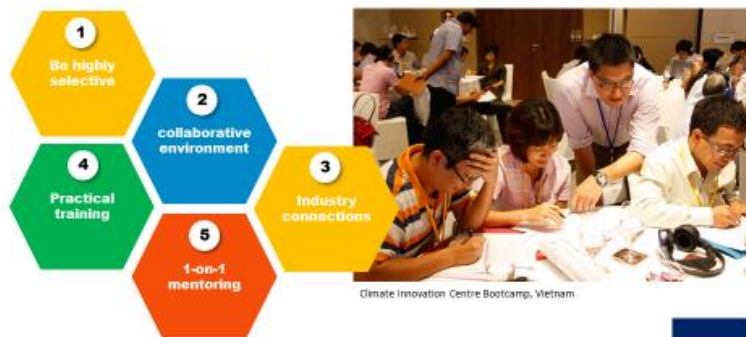 1
Be highly
selective
2
collaborative
environment
3
Industry
connections
4
Practical
training
5
1-on-1
mentoring
Climate Innovation Centre Bootcamp, Vietnam